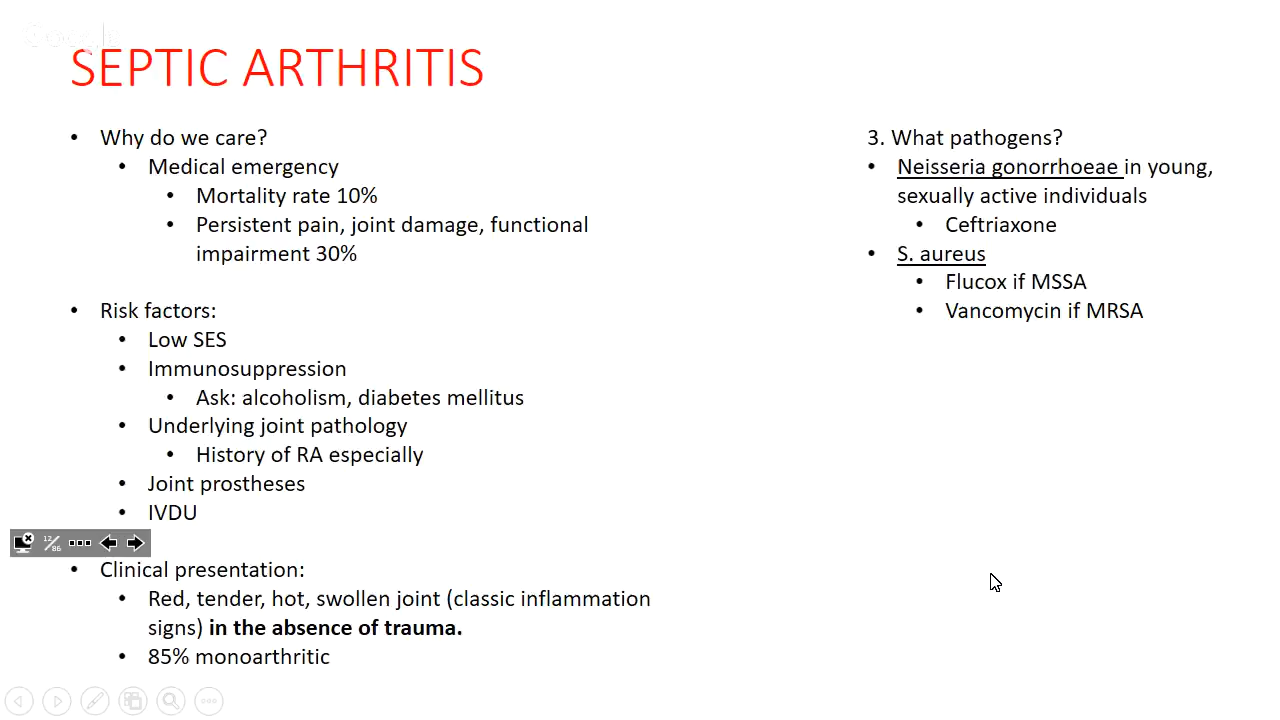 Google
SEPTIC ARTHRITIS
• Why do we care?
• Medical emergency
• Mortality rate 10%
• Persistent pain, joint damage, functional
impairment 30%
• Risk factors:
• Low SES
• Immunosuppression
• Ask: alcoholism, diabetes mellitus
• Underlying joint pathology
• History of RA especially
• Joint prostheses
• IVDU
12/86
• Clinical presentation:
• Red, tender, hot, swollen joint (classic inflammation
signs) in the absence of trauma.
• 85% monoarthritic
3. What pathogens?
• Neisseria gonorrhoeae in young,
sexually active individuals
• Ceftriaxone
• S. aureus
• Flucox if MSSA
• Vancomycin if MRSA